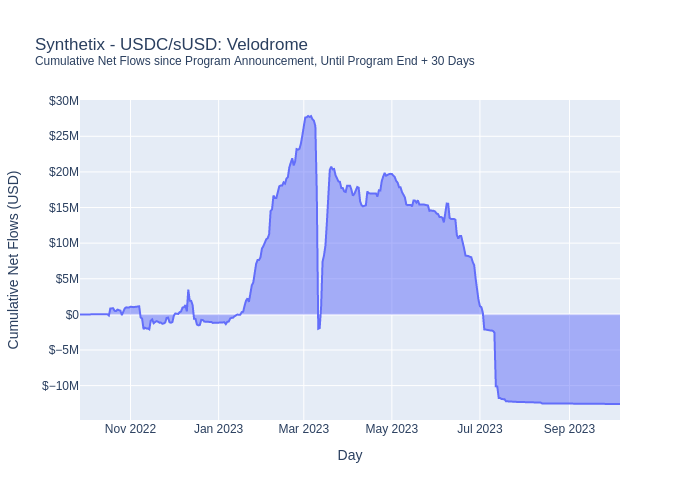 Synthetix - USDC/sUSD: Velodrome
Cumulative Net Flows since Program Announcement, Until Program End + 30 Days
Cumulative Net Flows (USD)
$30M
$25M
$20M
$15M
$10M
$5M
$0
$−5M
$−10M
Nov 2022 Jan 2023 Mar 2023 May 2023 Jul 2023 Sep 2023
Day